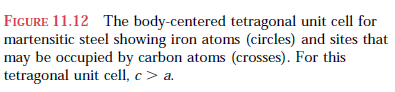 FIGURE 11.12 The body-centered tetragonal unit cell for
martensitic steel showing iron atoms (circles) and sites that
may be occupied by carbon atoms (crosses). For this
tetragonal unit cell, c > a.